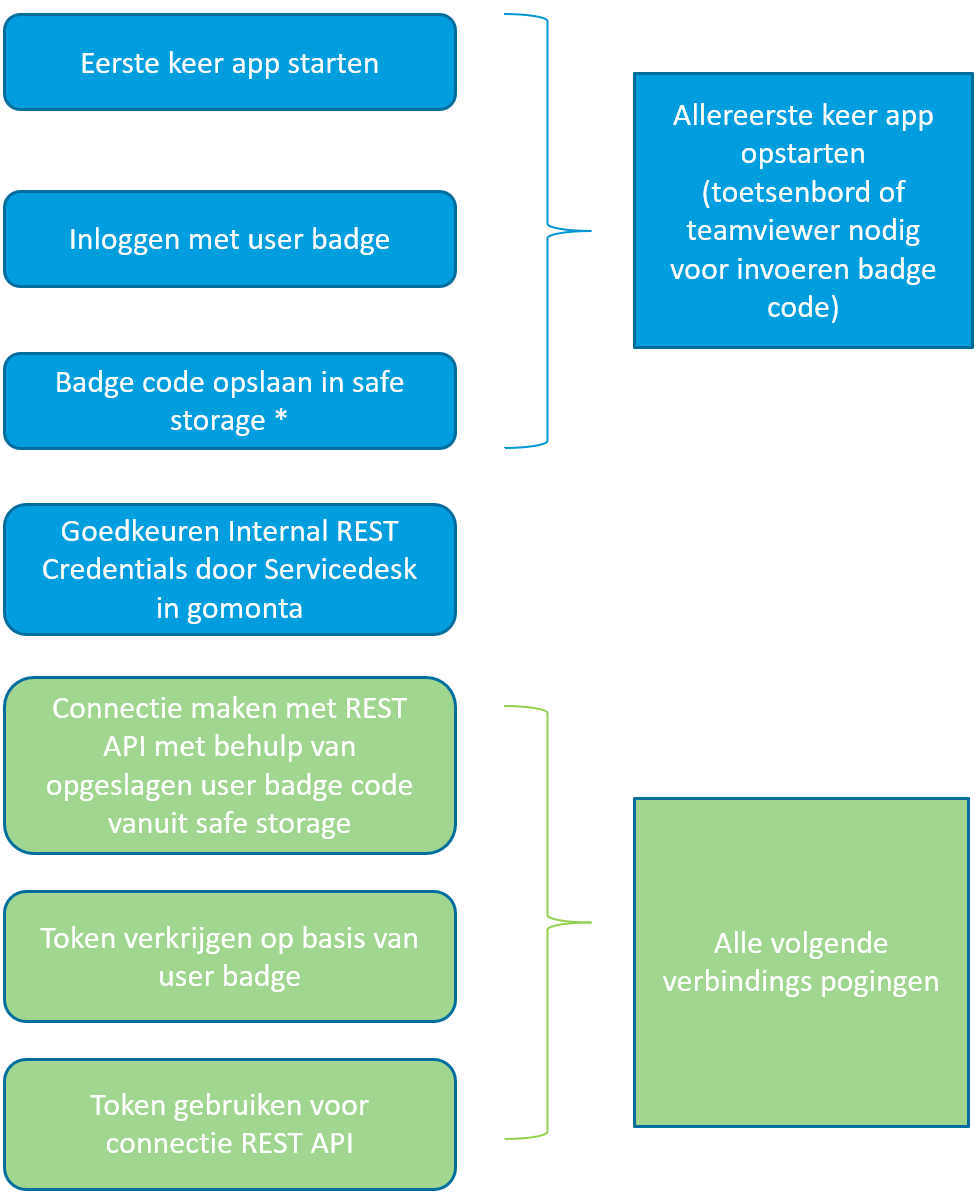 Eerste keer app starten
Inloggen met user badge
Badge code opslaan in safe
storage *
Allereerste keer app
opstarten
(toetsenbord of
teamviewer nodig
voor invoeren badge
code)
Goedkeuren Internal REST
Credentials door Servicedesk
in gomonta
Connectie maken met REST
API met behulp van
opgeslagen user badge code
vanuit safe storage
Token verkrijgen op basis van
user badge
Token gebruiken voor
connectie REST API
Alle volgende
verbindings pogingen